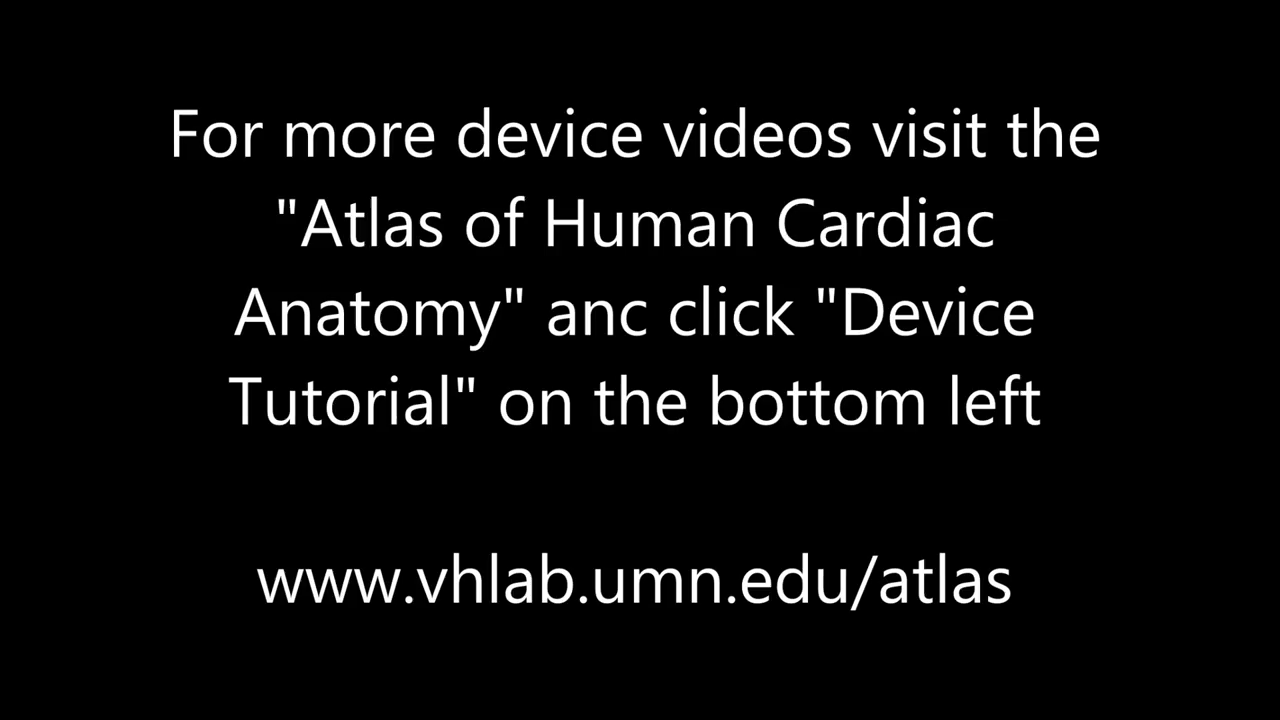 For more device videos visit the
"Atlas of Human Cardiac
Anatomy" anc click "Device
Tutorial" on the bottom left
www.vhlab.umn.edu/atlas